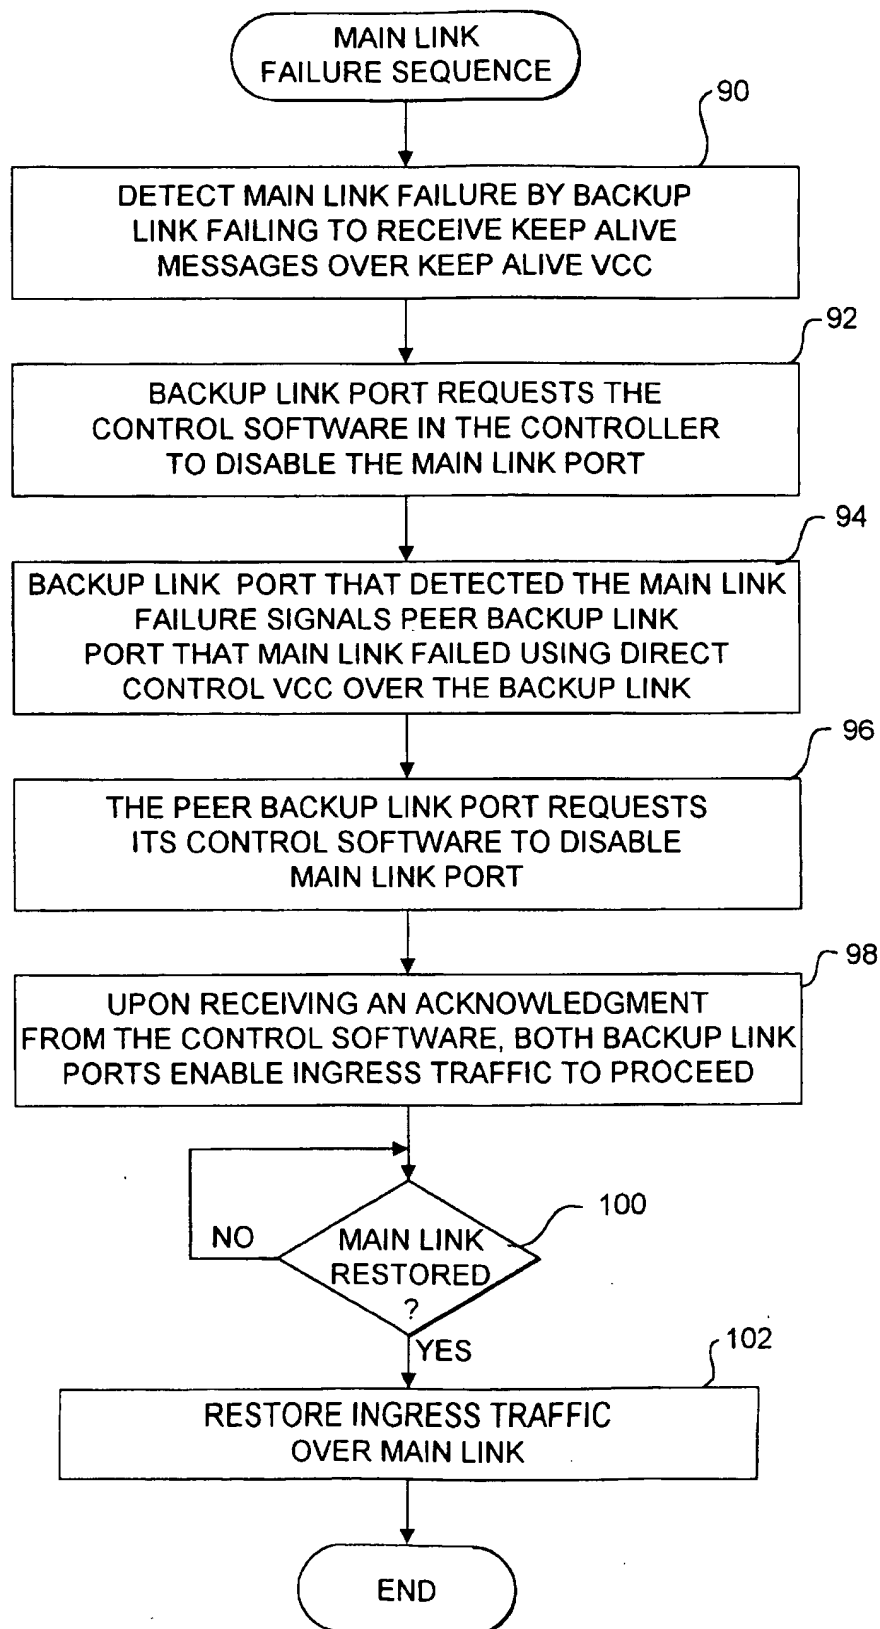 MAIN LINK
FAILURE SEQUENCE
90
DETECT MAIN LINK FAILURE BY BACKUP
LINK FAILING TO RECEIVE KEEP ALIVE
MESSAGES OVER KEEP ALIVE VCC
92
BACKUP LINK PORT REQUESTS THE
CONTROL SOFTWARE IN THE CONTROLLER
TO DISABLE THE MAIN LINK PORT
94
BACKUP LINK PORT THAT DETECTED THE MAIN LINK
FAILURE SIGNALS PEER BACKUP LINK
PORT THAT MAIN LINK FAILED USING DIRECT
CONTROL VCC OVER THE BACKUP LINK
96
THE PEER BACKUP LINK PORT REQUESTS
ITS CONTROL SOFTWARE TO DISABLE
MAIN LINK PORT
98
UPON RECEIVING AN ACKNOWLEDGMENT
FROM THE CONTROL SOFTWARE, BOTH BACKUP LINK
PORTS ENABLE INGRESS TRAFFIC TO PROCEED
100
NO
MAIN LINK
RESTORED
?
YES
102
RESTORE INGRESS TRAFFIC
OVER MAIN LINK
END